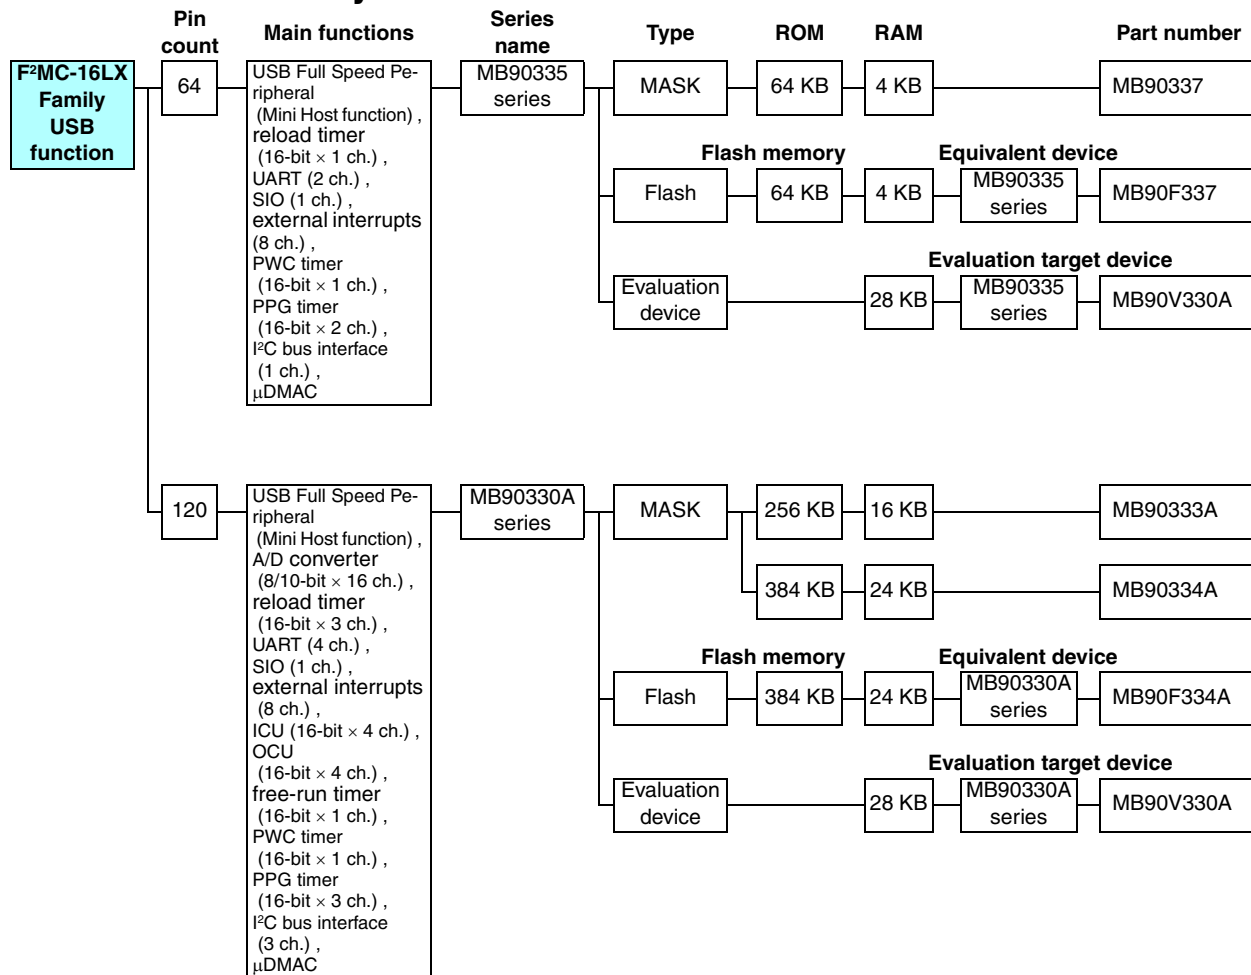 y
Pin
count
Main functions
Series
name
Type
ROM
RAM
Part number
F²MC-16LX
Family
USB
function
64
USB Full Speed Pe-
ripheral
(Mini Host function) ,
reload timer
(16-bit × 1 ch.) ,
UART (2 ch.) ,
SIO (1 ch.) ,
external interrupts
(8 ch.) ,
PWC timer
(16-bit × 1 ch.) ,
PPG timer
(16-bit × 2 ch.) ,
I²C bus interface
(1 ch.) ,
μDMAC
MB90335
series
MASK
64 KB
4 KB
MB90337
Flash memory
Equivalent device
Flash
64 KB
4 KB
MB90335
series
MB90F337
Evaluation target device
Evaluation
device
28 KB
MB90335
series
MB90V330A
120
USB Full Speed Pe-
ripheral
(Mini Host function) ,
A/D converter
(8/10-bit × 16 ch.) ,
reload timer
(16-bit × 3 ch.) ,
UART (4 ch.) ,
SIO (1 ch.) ,
external interrupts
(8 ch.) ,
ICU (16-bit × 4 ch.) ,
OCU
(16-bit × 4 ch.) ,
free-run timer
(16-bit × 1 ch.) ,
PWC timer
(16-bit × 1 ch.) ,
PPG timer
(16-bit × 3 ch.) ,
I²C bus interface
(3 ch.) ,
μDMAC
MB90330A
series
MASK
256 KB
16 KB
MB90333A
384 KB
24 KB
MB90334A
Flash memory
Equivalent device
Flash
384 KB
24 KB
MB90330A
series
MB90F334A
Evaluation target device
Evaluation
device
28 KB
MB90330A
series
MB90V330A